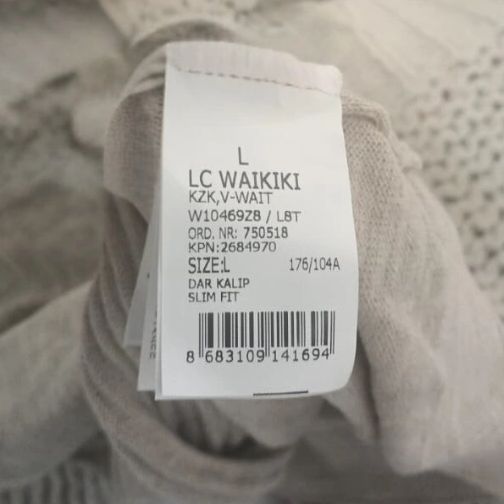 L
LC WAIKIKI
KZK,V-WAIT
W10469Z8 / L8T
ORD. NR: 750518
KPN:2684970
SIZE:L 176/104A
DAR KALIP
SLIM FIT
8 683109 141694